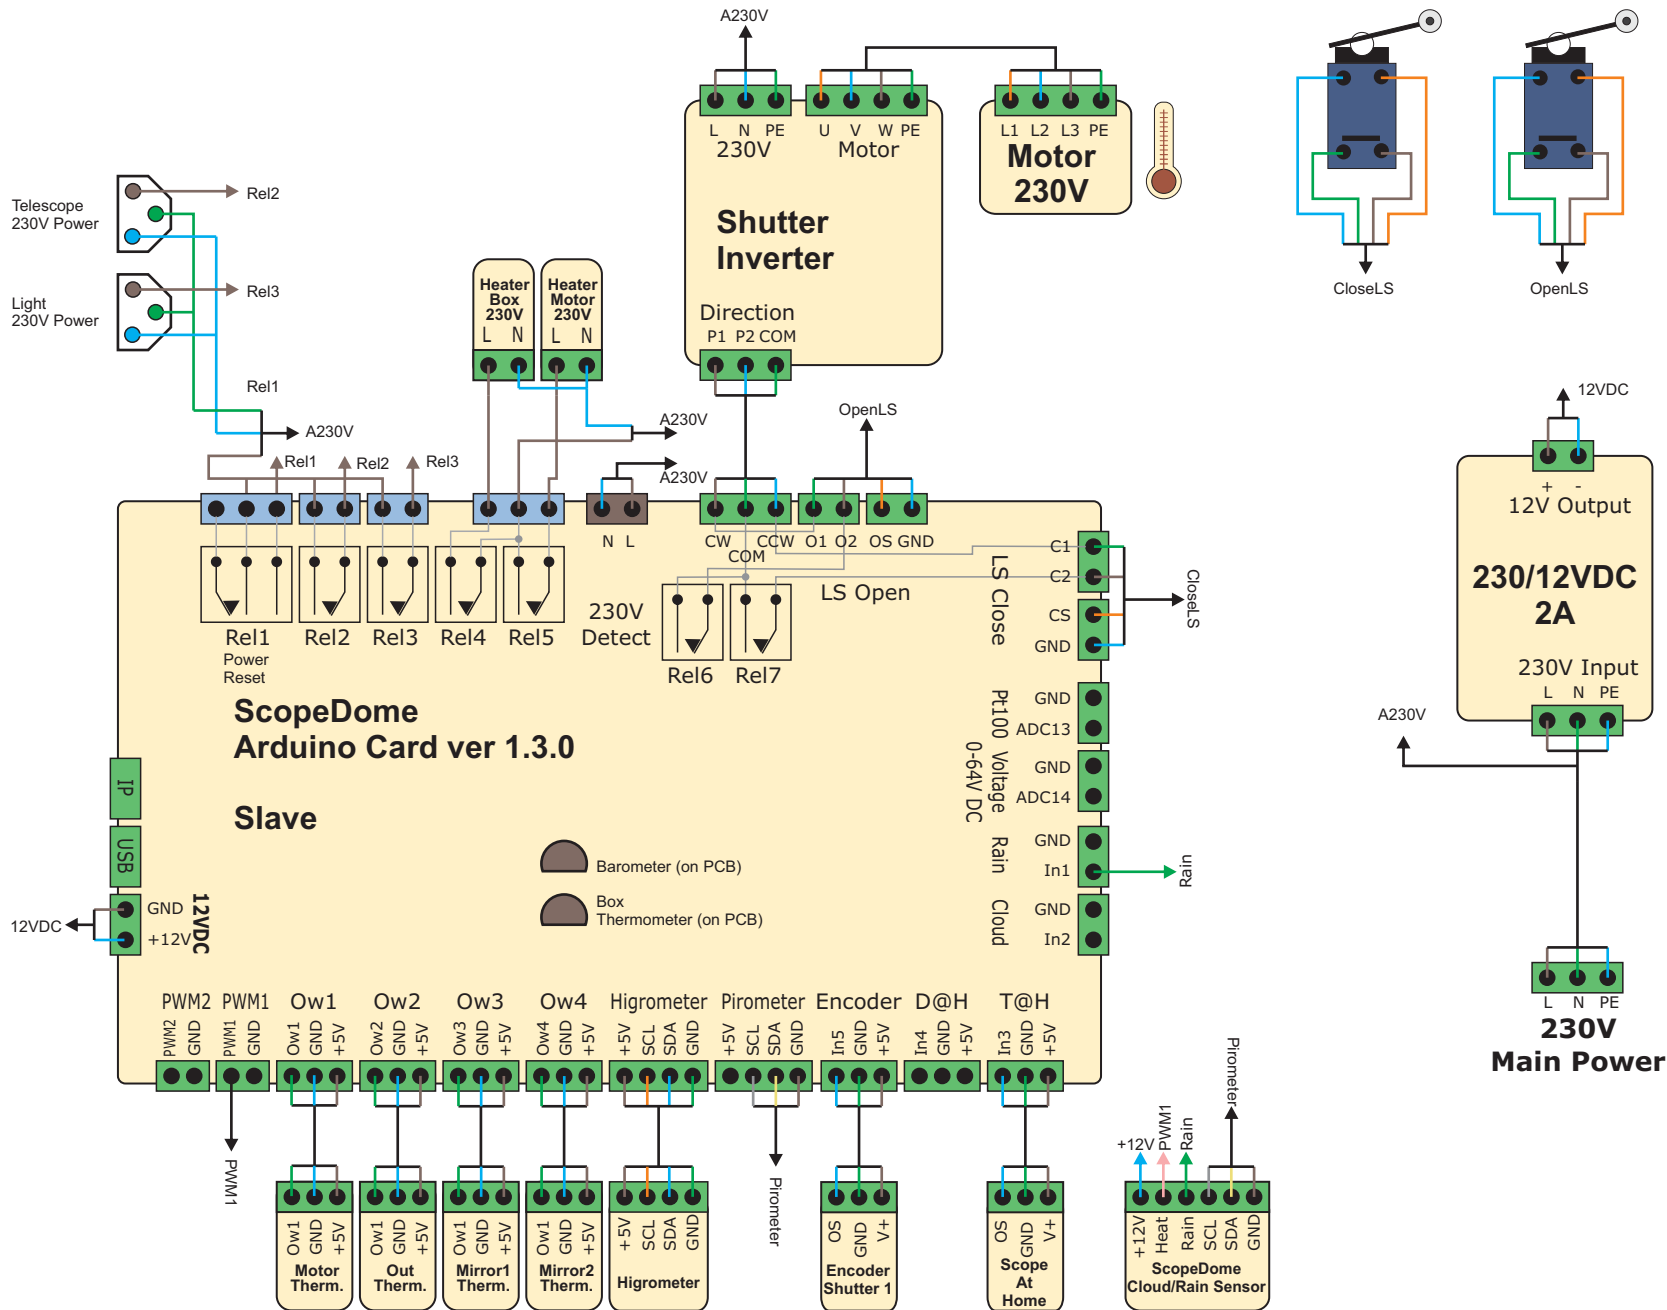 A230V
L N PE
230V
U V W PE
Motor
L1 L2 L3 PE
Motor
230V
Shutter
Inverter
Direction
P1 P2 COM
CloseLS
OpenLS
Telescope
230V Power
Rel2
Light
230V Power
Rel3
Rel1
A230V
Heater
Box
230V
L N
Heater
Motor
230V
L N
A230V
A230V
OpenLS
Rel1
Rel2
Rel3
N L
CW
COM
CCW
O1 O2
OS GND
LS Open
230V
Detect
Rel1
Power
Reset
Rel2
Rel3
Rel4
Rel5
Rel6
Rel7
C1
C2
CS
GND
LS Close
CloseLS
GND
ADC13
Pt100
GND
ADC14
Voltage
0-64V DC
GND
In1
Rain
Rain
GND
In2
Cloud
ScopeDome
Arduino Card ver 1.3.0
Slave
Barometer (on PCB)
Box
Thermometer (on PCB)
IP
USB
12VDC
GND
+12V
12VDC
12VDC
+ -
12V Output
230/12VDC
2A
230V Input
L N PE
A230V
L N PE
230V
Main Power
PWM2
PWM1
Ow1
Ow2
Ow3
Ow4
Higrometer
Pirometer
Encoder
D@H
T@H
PWM2
GND
PWM1
GND
Ow1
GND
+5V
Ow2
GND
+5V
Ow3
GND
+5V
Ow4
GND
+5V
+5V
SCL
SDA
GND
+5V
SCL
SDA
GND
In5
GND
V+
In4
GND
+5V
In3
GND
+5V
PWM1
Pirometer
Ow1
GND
+5V
Motor
Therm.
Ow1
GND
+5V
Out
Therm.
Ow1
GND
+5V
Mirror1
Therm.
Ow1
GND
+5V
Mirror2
Therm.
+5V
SCL
SDA
GND
Higrometer
OS
GND
V+
Encoder
Shutter 1
OS
GND
V+
Scope
At
Home
+12V
PWM1
Rain
Pirometer
+12V
Heat
Rain
SCL
SDA
GND
ScopeDome
Cloud/Rain Sensor